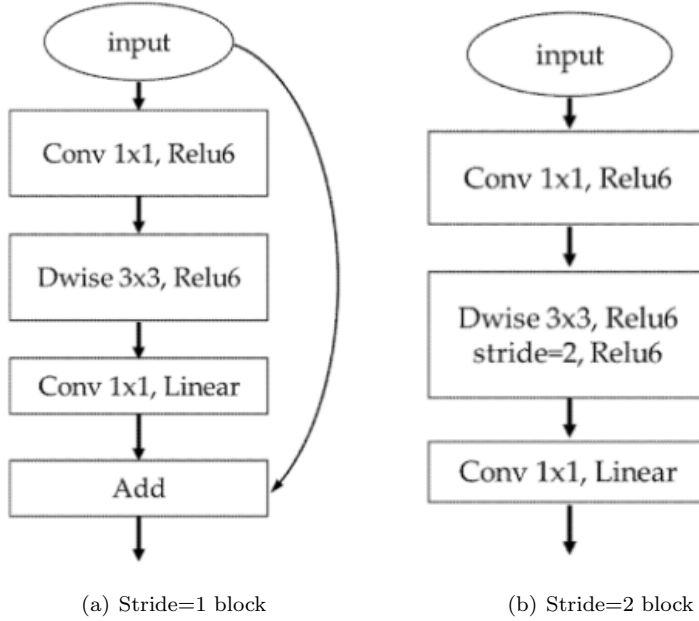 input
Conv 1x1, Relu6
Dwise 3x3, Relu6
Conv 1x1, Linear
Add
(a) Stride=1 block
input
Conv 1x1, Relu6
Dwise 3x3, Relu6
stride=2, Relu6
Conv 1x1, Linear
(b) Stride=2 block